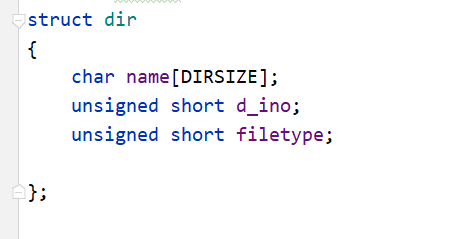 struct dir
{
    char name[DIRSIZE];
    unsigned short d_ino;
    unsigned short filetype;
};